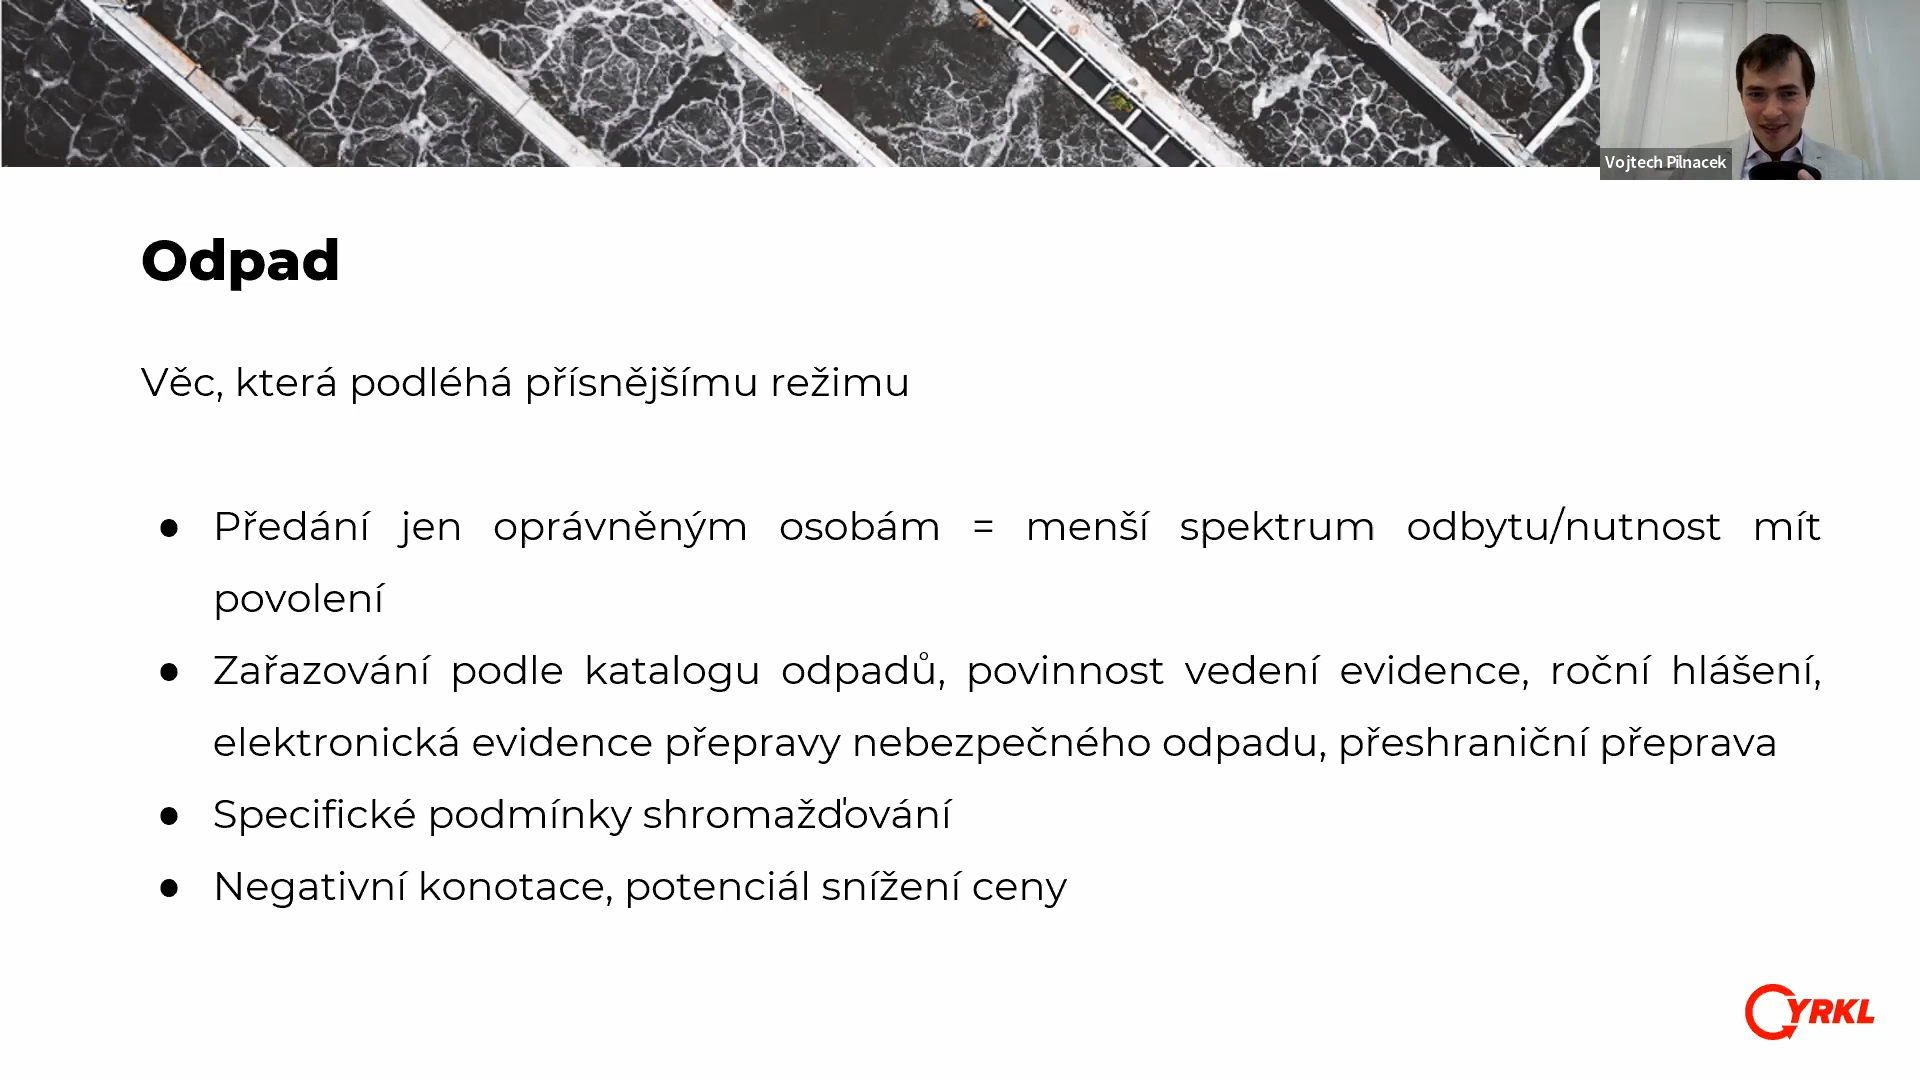 Vojtech Pilnacek
Odpad
Věc, která podléhá přísnějšímu režimu
● Předání jen oprávněným osobám = menší spektrum odbytu/nutnost mít
povolení
● Zařazování podle katalogu odpadů, povinnost vedení evidence, roční hlášení,
elektronická evidence přepravy nebezpečného odpadu, přeshraniční přeprava
● Specifické podmínky shromažďování
● Negativní konotace, potenciál snížení ceny
CYRKL